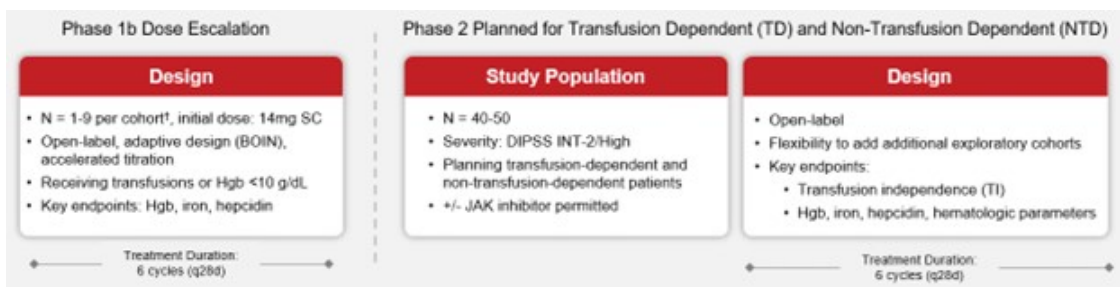 Phase 1b Dose Escalation
Design
• N = 1-9 per cohort†, initial dose: 14mg SC
• Open-label, adaptive design (BOIN),
accelerated titration
• Receiving transfusions or Hgb <10 g/dL
• Key endpoints: Hgb, iron, hepcidin
Treatment Duration:
6 cycles (q28d)
Phase 2 Planned for Transfusion Dependent (TD) and Non-Transfusion Dependent (NTD)
Study Population
• N = 40-50
• Severity: DIPSS INT-2/High
• Planning transfusion-dependent and
non-transfusion-dependent patients
• +/- JAK inhibitor permitted
Design
• Open-label
• Flexibility to add additional exploratory cohorts
• Key endpoints:
• Transfusion independence (TI)
• Hgb, iron, hepcidin, hematologic parameters
Treatment Duration:
6 cycles (q28d)